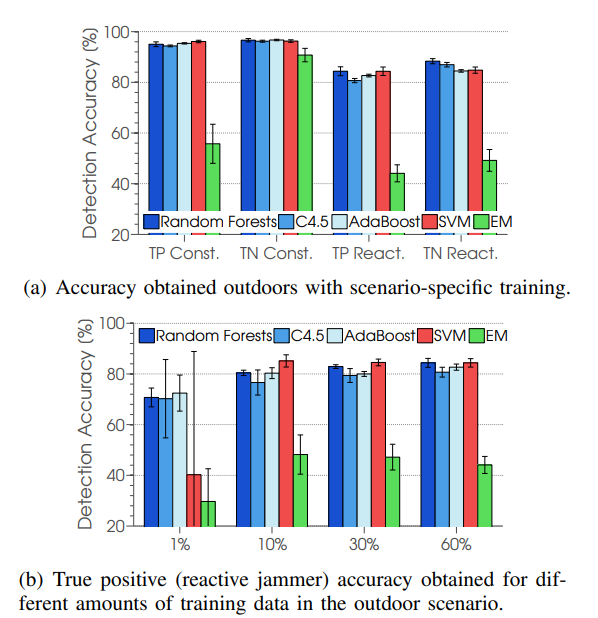 Detection Accuracy (%)
100
80
60
40
20
Random Forests C4.5 AdaBoost SVM EM
TP Const. TN Const. TP React. TN React.
(a) Accuracy obtained outdoors with scenario-specific training.
Detection Accuracy (%)
100
Random Forests C4.5 AdaBoost SVM EM
80
60
40
20
1% 10% 30% 60%
(b) True positive (reactive jammer) accuracy obtained for dif-
ferent amounts of training data in the outdoor scenario.